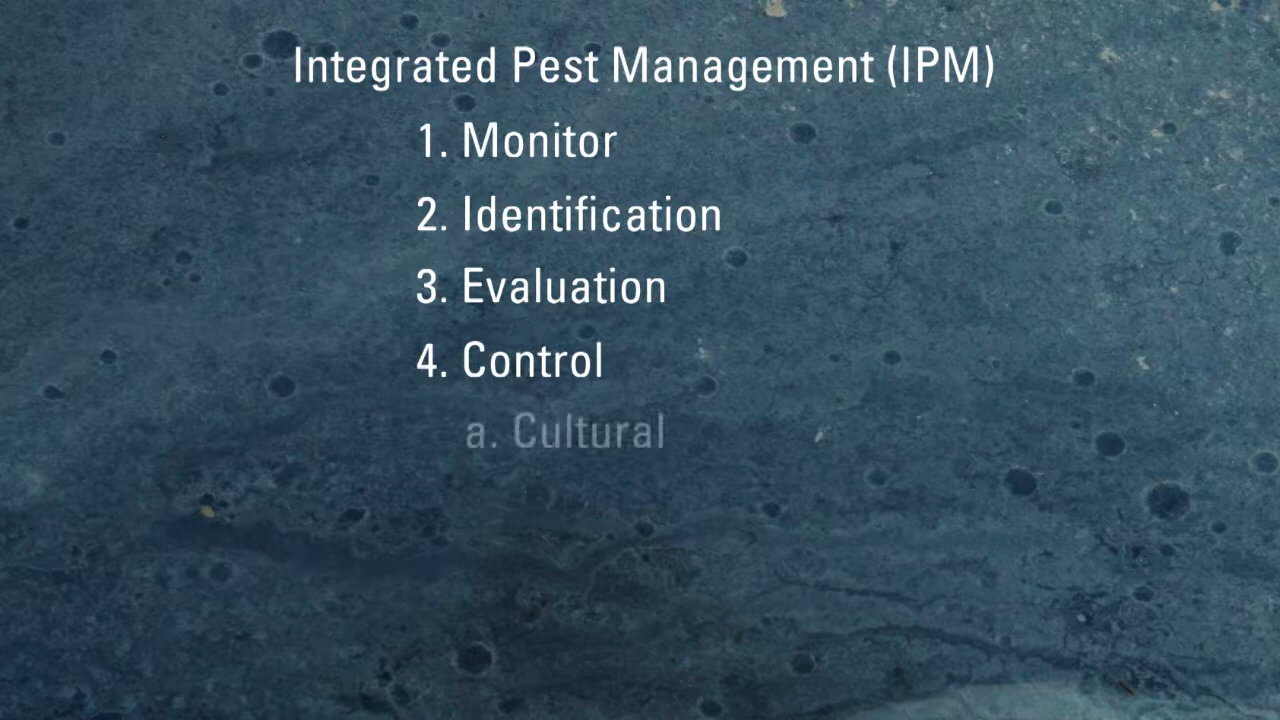 Integrated Pest Management (IPM)
1. Monitor
2. Identification
3. Evaluation
4. Control
a. Cultural